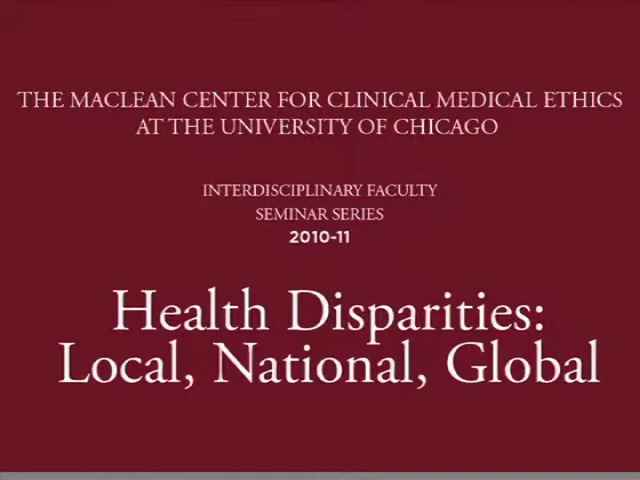 THE MACLEAN CENTER FOR CLINICAL MEDICAL ETHICS
AT THE UNIVERSITY OF CHICAGO
INTERDISCIPLINARY FACULTY
SEMINAR SERIES
2010-11
Health Disparities:
Local, National, Global